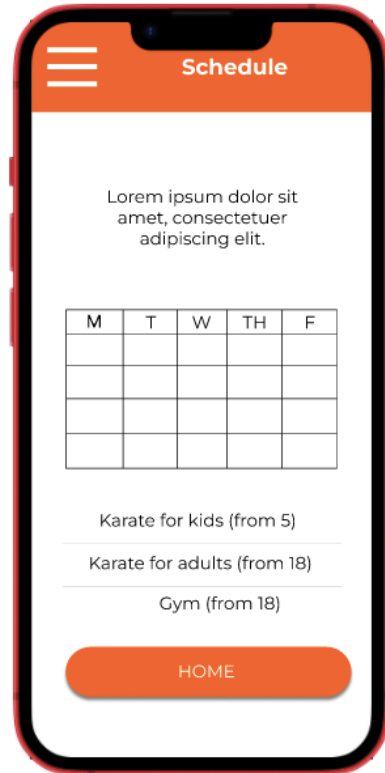 Schedule
Lorem ipsum dolor sit
amet, consectetuer
adipiscing elit.
M T W TH F
Karate for kids (from 5)
Karate for adults (from 18)
Gym (from 18)
HOME